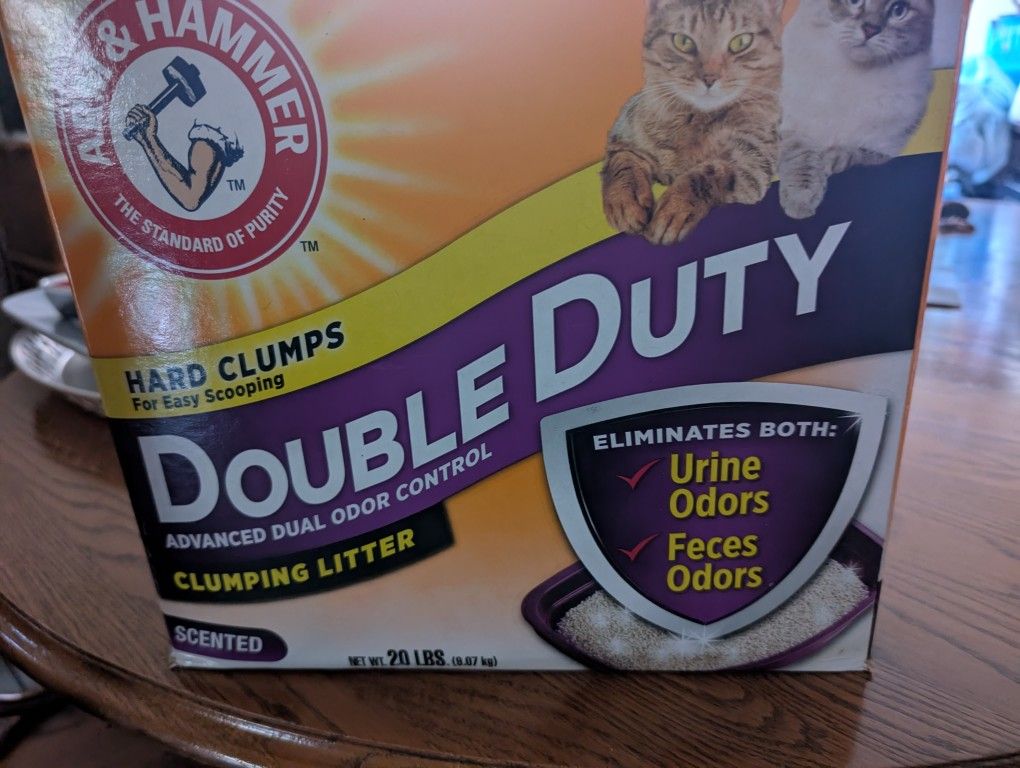 ARM & HAMMER
TM
THE STANDARD OF PURITY
TM
HARD CLUMPS
For Easy Scooping
DOUBLE DUTY
ADVANCED DUAL ODOR CONTROL
CLUMPING LITTER
ELIMINATES BOTH:
Urine
Odors
Feces
Odors
SCENTED
NET WT. 20 LBS. (9.07 kg)